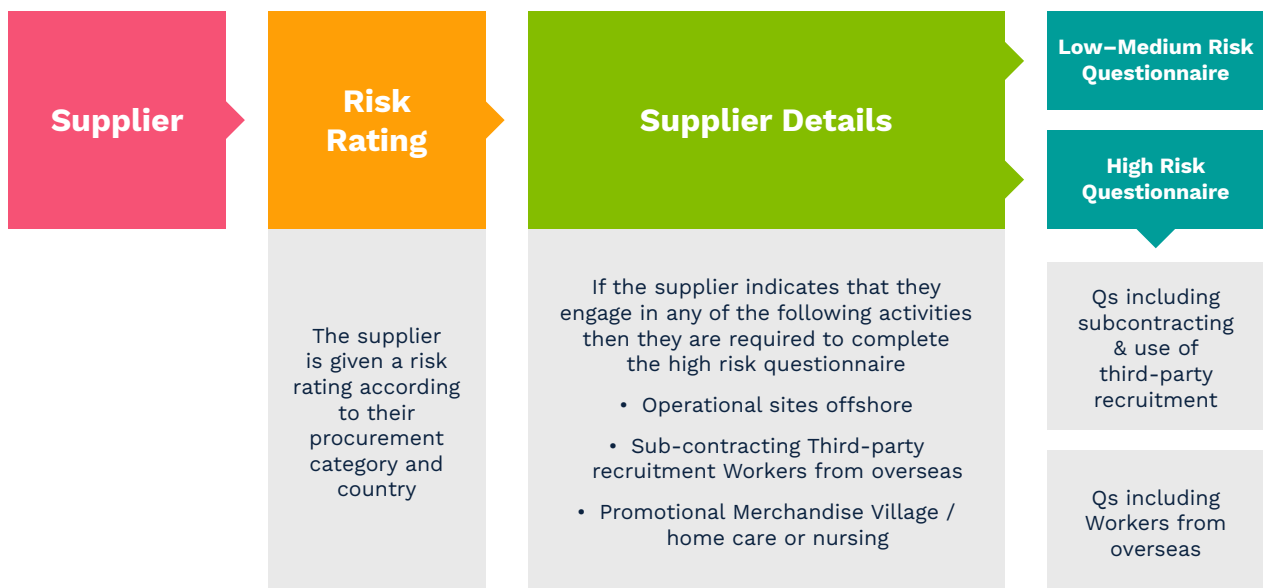 Supplier
Risk
Rating
The supplier
is given a risk
rating according
to their
procurement
category and
country
Supplier Details
If the supplier indicates that they
engage in any of the following activities
then they are required to complete
the high risk questionnaire
• Operational sites offshore
• Sub-contracting Third-party
recruitment Workers from overseas
• Promotional Merchandise Village /
home care or nursing
Low–Medium Risk
Questionnaire
High Risk
Questionnaire
Qs including
subcontracting
& use of
third-party
recruitment
Qs including
Workers from
overseas